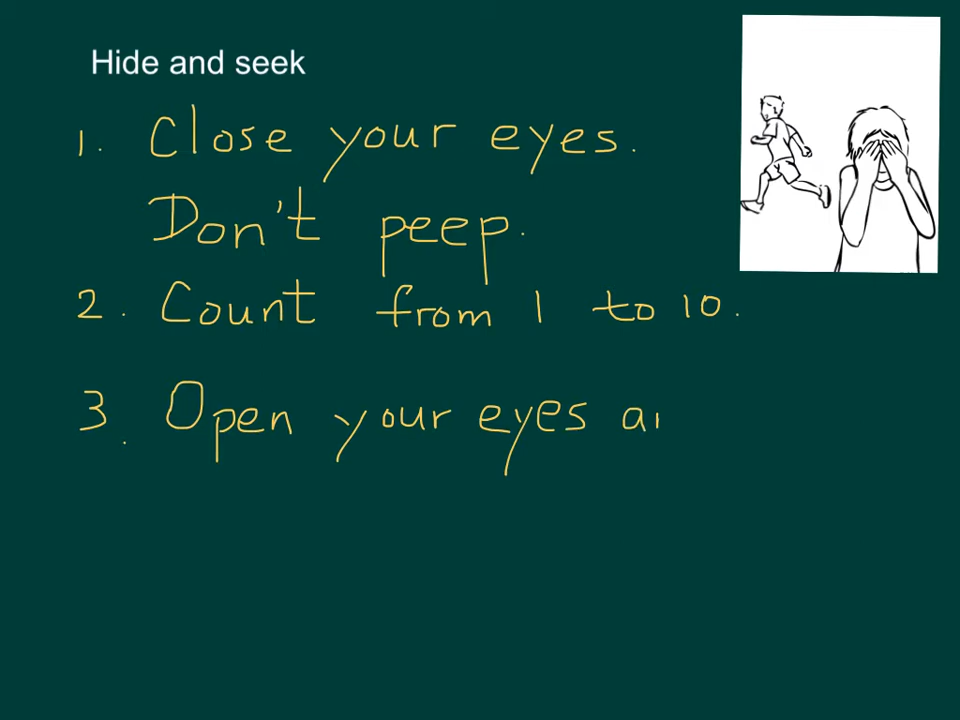 Hide and seek
1. Close your eyes.
Don't peep.
2. Count from 1 to 10.
3. Open your eyes